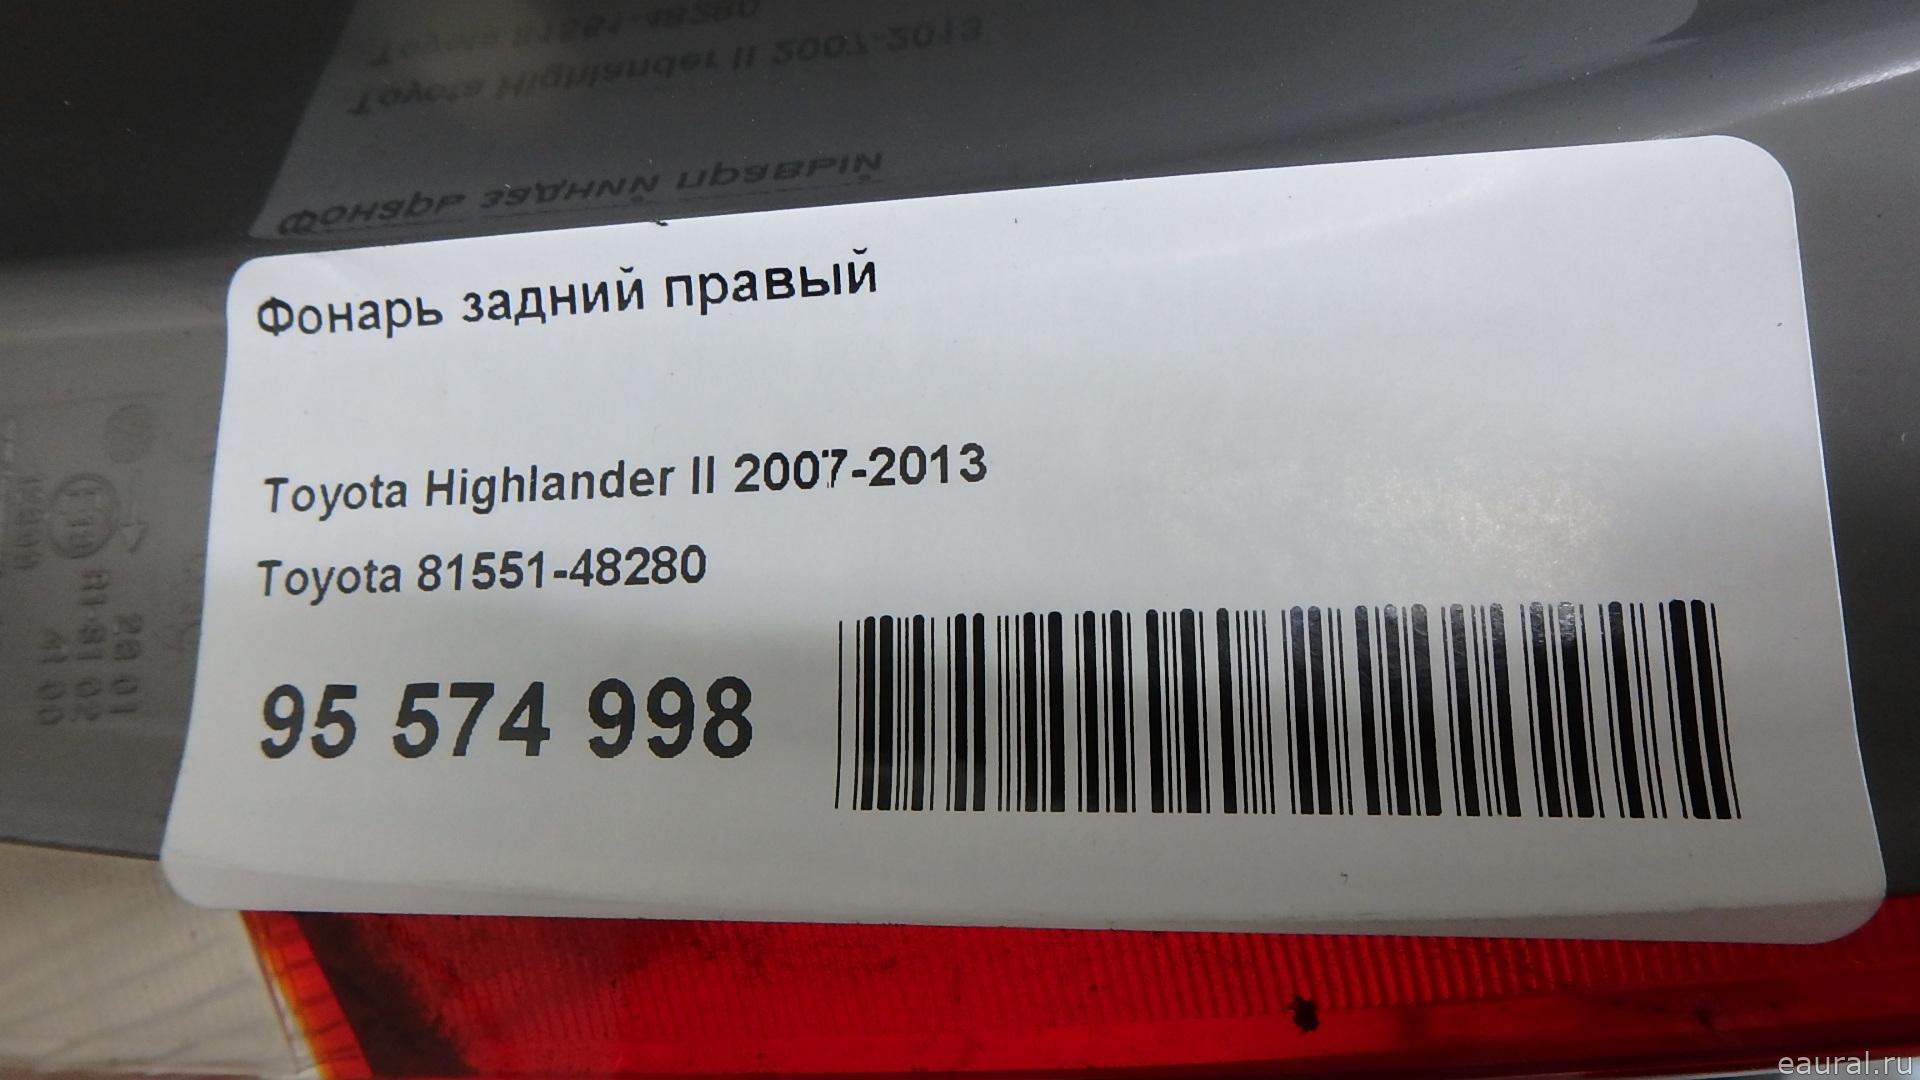 Фонарь задний правый
Toyota Highlander II 2007-2013
Toyota 81551-48280
95 574 998
eaural.ru